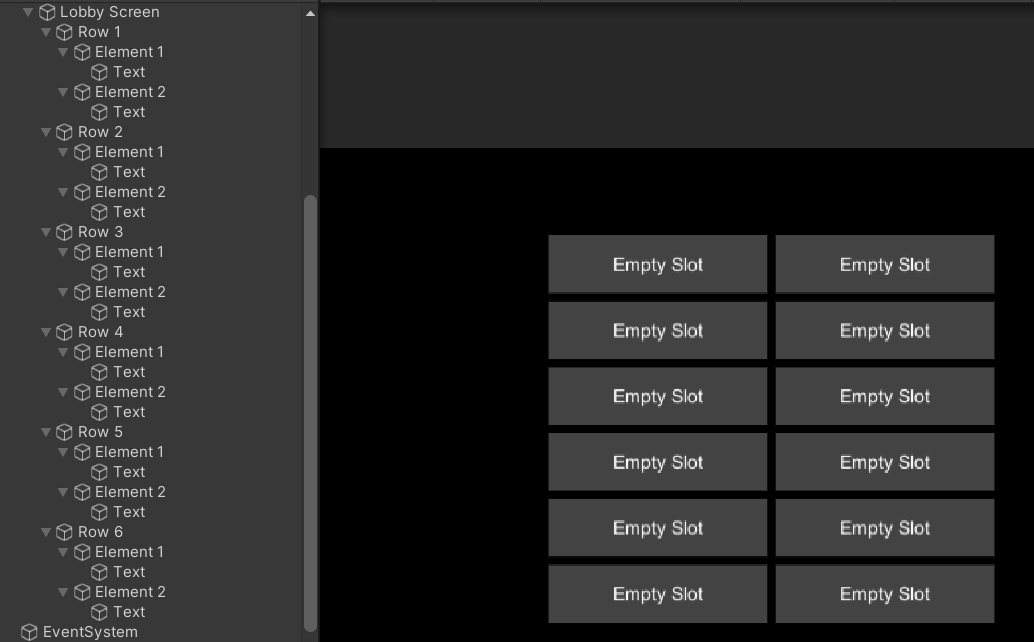 Lobby Screen
Row 1
Element 1
Text
Element 2
Text
Row 2
Element 1
Text
Element 2
Text
Row 3
Element 1
Text
Element 2
Text
Row 4
Element 1
Text
Element 2
Text
Row 5
Element 1
Text
Element 2
Text
Row 6
Element 1
Text
Element 2
Text
EventSystem
Empty Slot Empty Slot
Empty Slot Empty Slot
Empty Slot Empty Slot
Empty Slot Empty Slot
Empty Slot Empty Slot
Empty Slot Empty Slot